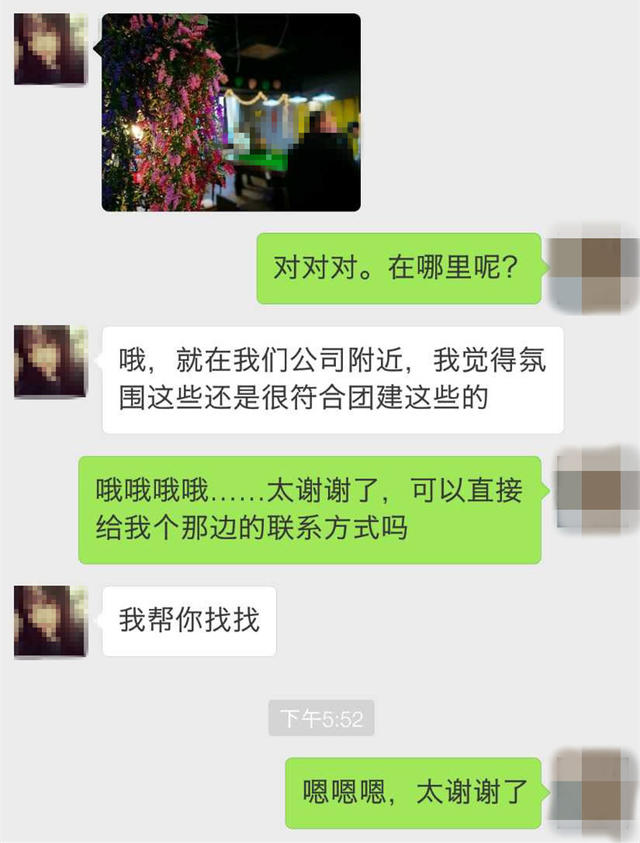 对对对。在哪里呢?
哦，就在我们公司附近，我觉得氛
围这些还是很符合团建这些的
哦哦哦哦……太谢谢了，可以直接
给我个那边的联系方式吗
我帮你找找
下午5:52
嗯嗯嗯，太谢谢了